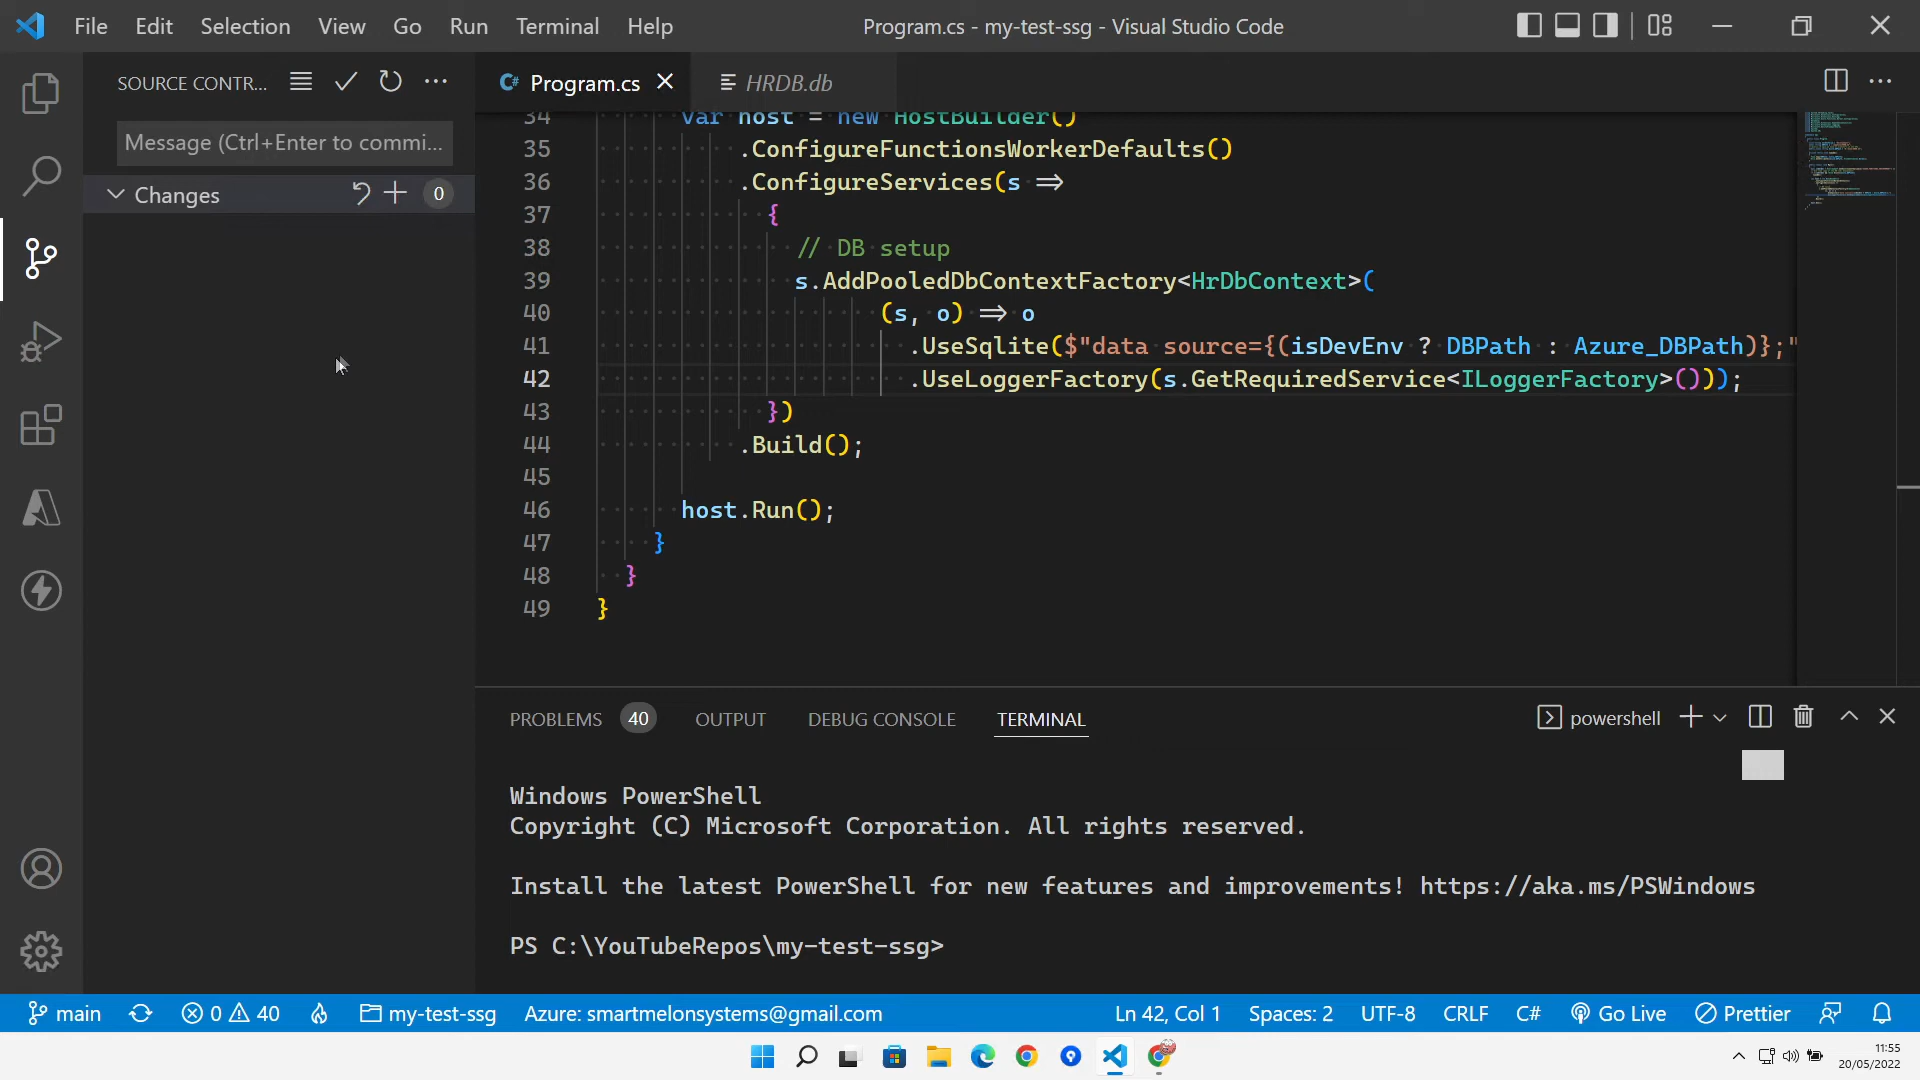 File Edit Selection View Go Run Terminal Help
Program.cs - my-test-ssg - Visual Studio Code
SOURCE CONTR...
Program.cs
HRDB.db
Message (Ctrl+Enter to commi...
Changes 0
34 var host = new HostBuilder()
35 .ConfigureFunctionsWorkerDefaults()
36 .ConfigureServices(s =>
37 {
38 // DB setup
39 s.AddPooledDbContextFactory<HrDbContext>(
40 (s, o) => o
41 .UseSqlite($"data source={(isDevEnv ? DBPath : Azure_DBPath)};"
42 .UseLoggerFactory(s.GetRequiredService<ILoggerFactory>()));
43 })
44 .Build();
45
46 host.Run();
47 }
48 }
49 }
PROBLEMS 40 OUTPUT DEBUG CONSOLE TERMINAL
powershell
Windows PowerShell
Copyright (C) Microsoft Corporation. All rights reserved.
Install the latest PowerShell for new features and improvements! https://aka.ms/PSWindows
PS C:\YouTubeRepos\my-test-ssg>
main 0 40 my-test-ssg Azure: smartmelonsystems@gmail.com Ln 42, Col 1 Spaces: 2 UTF-8 CRLF C# Go Live Prettier
11:55
20/05/2022